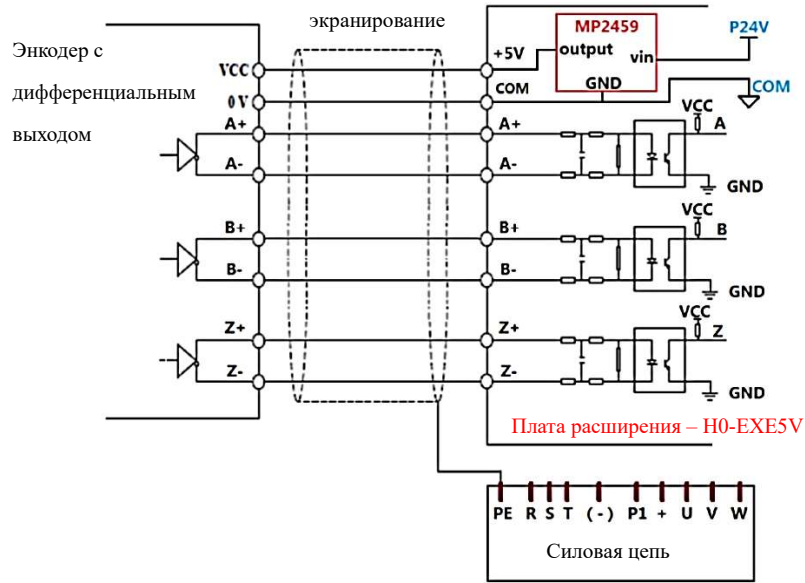 экранирование
Энкодер с
дифференциальным
выходом
MP2459
output
vin
GND
P24V
COM
VCC
+5V
0 V
COM
A+
A+
VCC
A
A-
A-
GND
B+
B+
VCC
B
B-
B-
GND
Z+
Z+
VCC
Z
Z-
Z-
GND
Плата расширения – H0-EXE5V
PE R S T (-) P1 + U V W
Силовая цепь